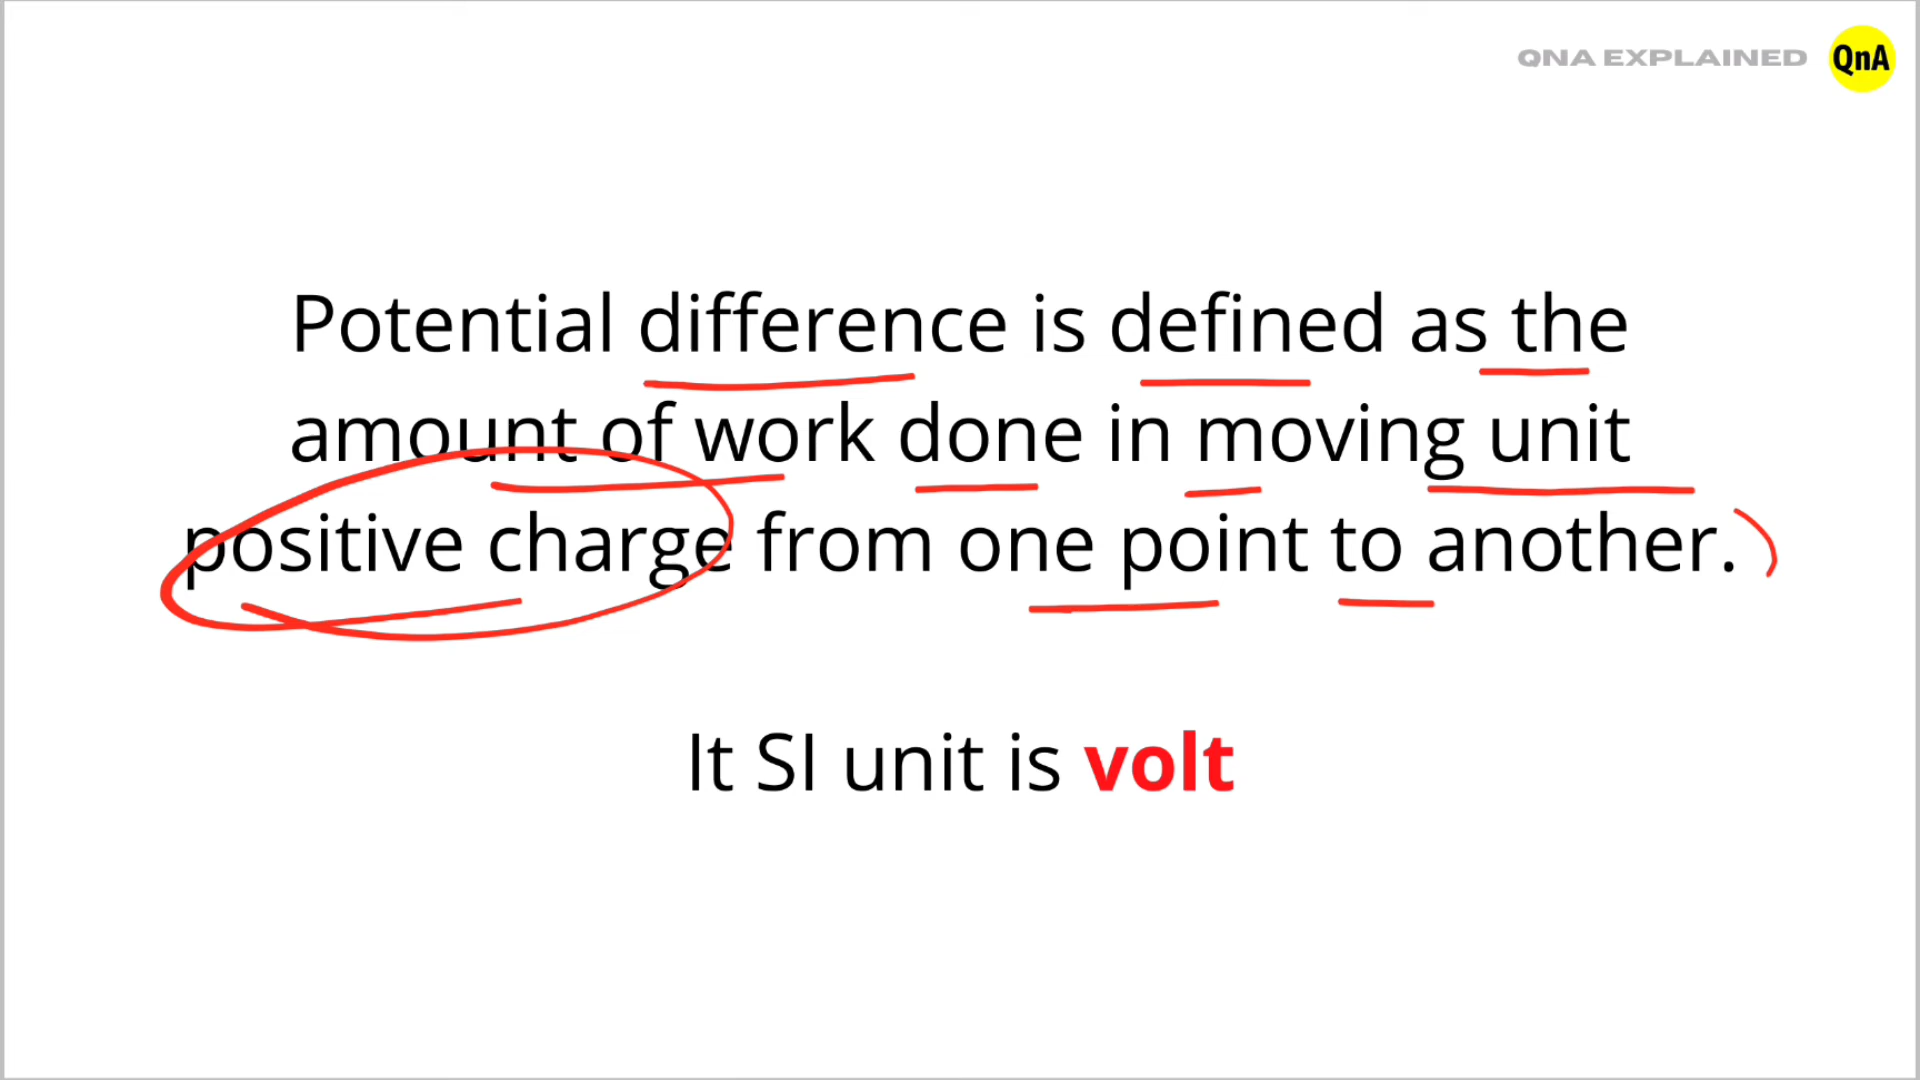 QNA EXPLAINED QnA
Potential difference is defined as the
amount of work done in moving unit
positive charge from one point to another.
It SI unit is volt